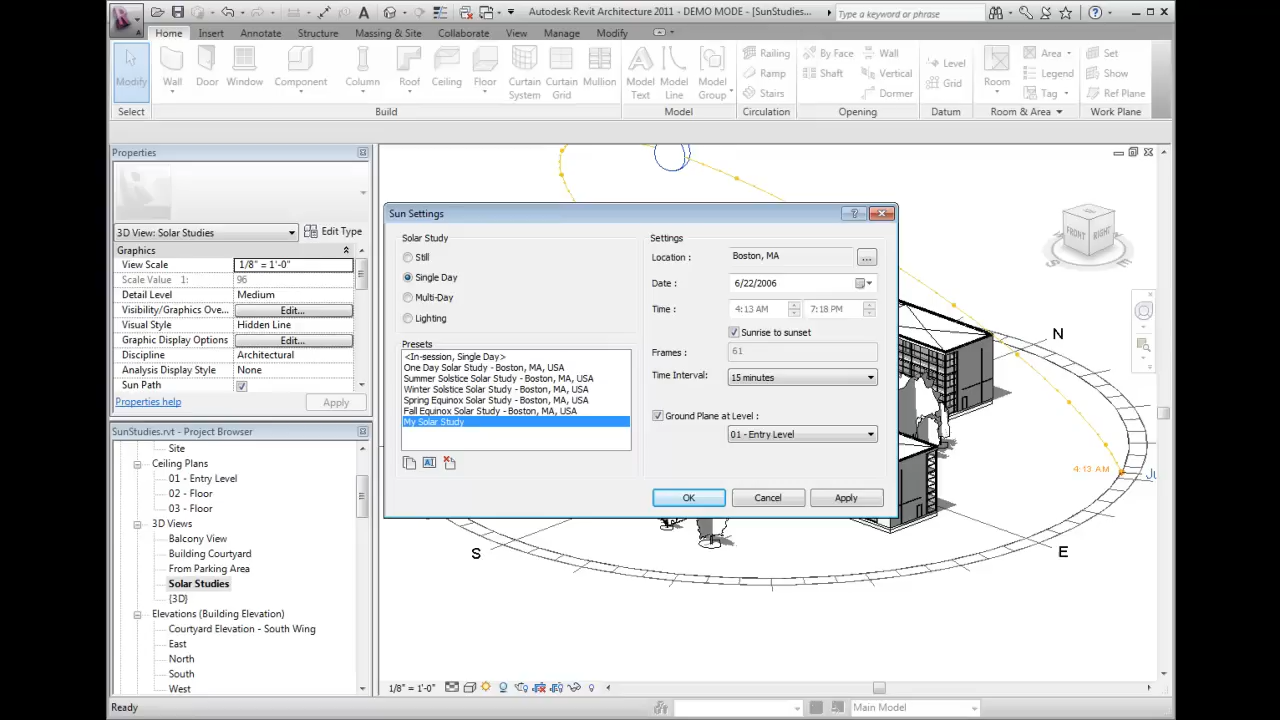 Autodesk Revit Architecture 2011 - DEMO MODE - [SunStudies...
Type a keyword or phrase
Home Insert Annotate Structure Massing & Site Collaborate View Manage Modify
Modify
Wall
Door
Window
Component
Column
Roof
Ceiling
Floor
Curtain System
Curtain Grid
Mullion
Model Text
Model Line
Model Group
Railing
Ramp
Stairs
By Face
Shaft
Wall
Vertical
Dormer
Level
Grid
Room
Area
Legend
Tag
Set
Show
Ref Plane
Select Build Model Circulation Opening Datum Room & Area Work Plane
Properties
3D View: Solar Studies Edit Type
Graphics
View Scale 1/8" = 1'-0"
Scale Value 1: 96
Detail Level Medium
Visibility/Graphics Ove... Edit...
Visual Style Hidden Line
Graphic Display Options Edit...
Discipline Architectural
Analysis Display Style None
Sun Path
Properties help Apply
SunStudies.rvt - Project Browser
Site
Ceiling Plans
01 - Entry Level
02 - Floor
03 - Floor
3D Views
Balcony View
Building Courtyard
From Parking Area
Solar Studies
{3D}
Elevations (Building Elevation)
Courtyard Elevation - South Wing
East
North
South
West
Sun Settings
Solar Study
Still
Single Day
Multi-Day
Lighting
Presets
<In-session, Single Day>
One Day Solar Study - Boston, MA, USA
Summer Solstice Solar Study - Boston, MA, USA
Winter Solstice Solar Study - Boston, MA, USA
Spring Equinox Solar Study - Boston, MA, USA
Fall Equinox Solar Study - Boston, MA, USA
My Solar Study
Settings
Location : Boston, MA ...
Date : 6/22/2006
Time : 4:13 AM 7:18 PM
Sunrise to sunset
Frames : 61
Time Interval: 15 minutes
Ground Plane at Level :
01 - Entry Level
OK Cancel Apply
FRONT RIGHT
S E
N
4:13 AM
Ju
S
E
1/8" = 1'-0"
Ready
Main Model